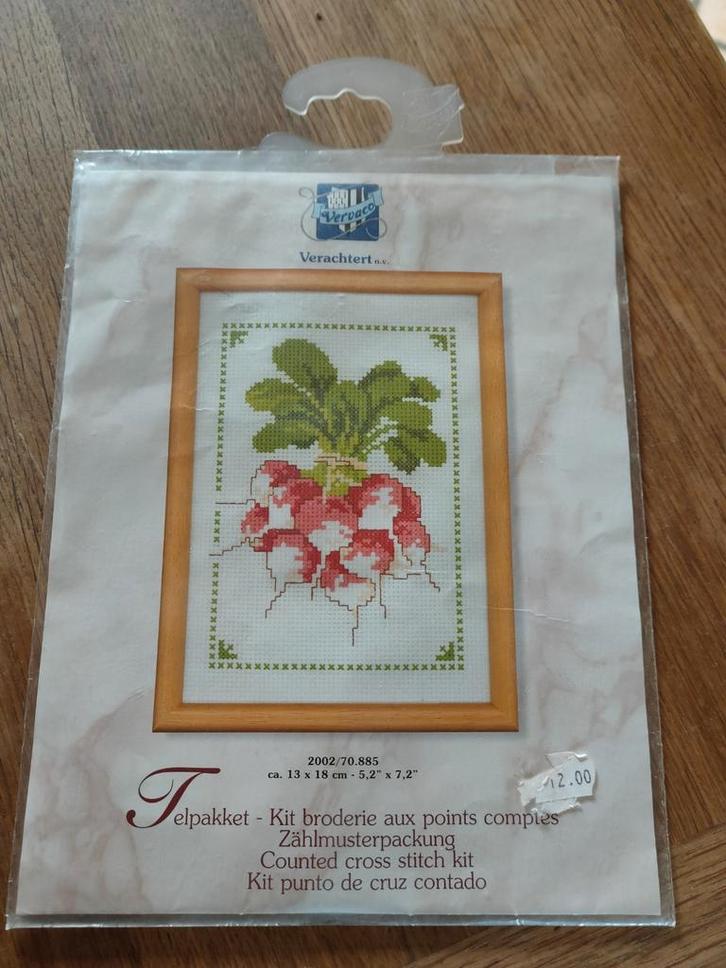 Vervaco
Verachtert n.v.
2002/70.885
ca. 13 x 18 cm - 5,2" x 7,2"
12.00
Telpakket - Kit broderie aux points comptés
Zählmusterpackung
Counted cross stitch kit
Kit punto de cruz contado